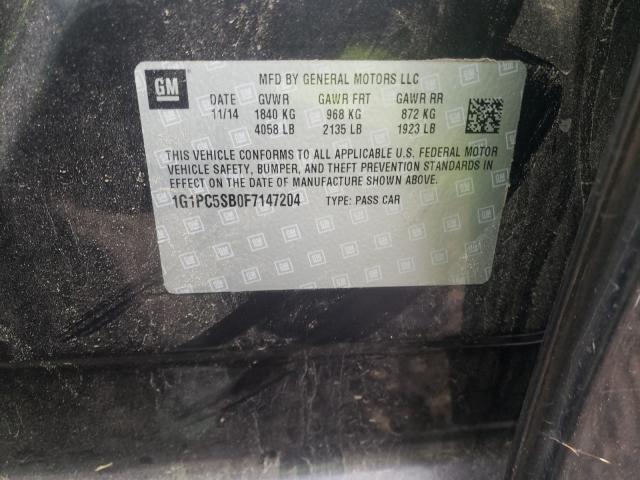 GM
MFD BY GENERAL MOTORS LLC
DATE GVWR GAWR FRT GAWR RR
11/14 1840 KG 968 KG 872 KG
4058 LB 2135 LB 1923 LB
THIS VEHICLE CONFORMS TO ALL APPLICABLE U.S. FEDERAL MOTOR
VEHICLE SAFETY, BUMPER, AND THEFT PREVENTION STANDARDS IN
EFFECT ON THE DATE OF MANUFACTURE SHOWN ABOVE.
1G1PC5SB0F7147204 TYPE: PASS CAR